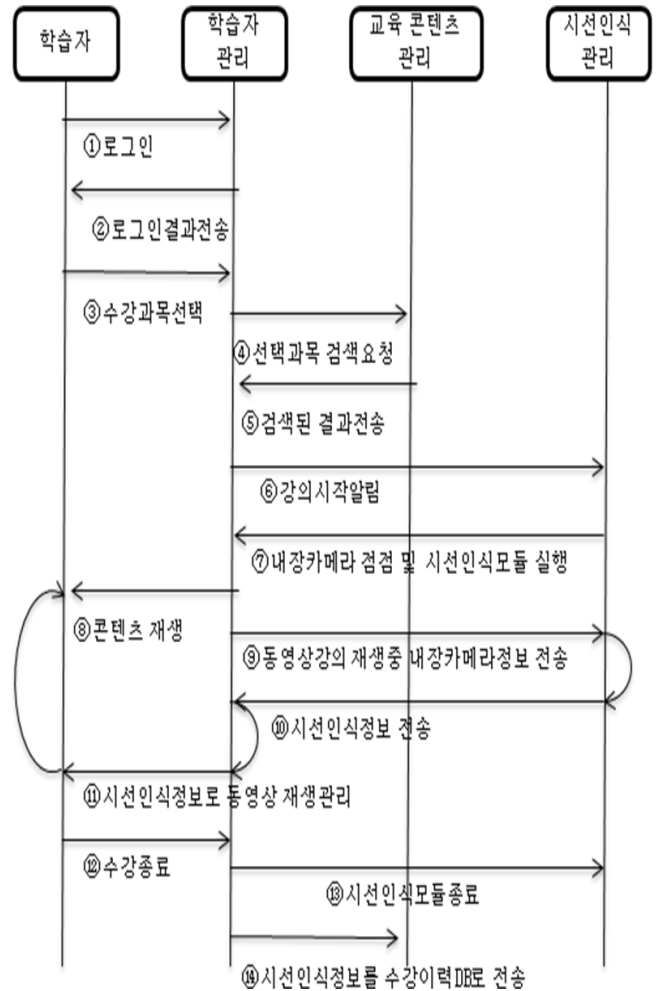 학습자
학습자
관리
교육 콘텐츠
관리
시선인식
관리
①로그인
②로그인결과전송
③수강과목선택
④선택과목 검색요청
⑤검색된 결과전송
⑥강의시작알림
⑦내장카메라 점점 및 시선인식모듈 실행
⑧콘텐츠 재생
⑨동영상강의 재생중 내장카메라정보 전송
⑩시선인식정보 전송
⑪시선인식정보로 동영상 재생관리
⑫수강종료
⑬시선인식모듈종료
⑭시선인식정보를 수강이력DB로 전송